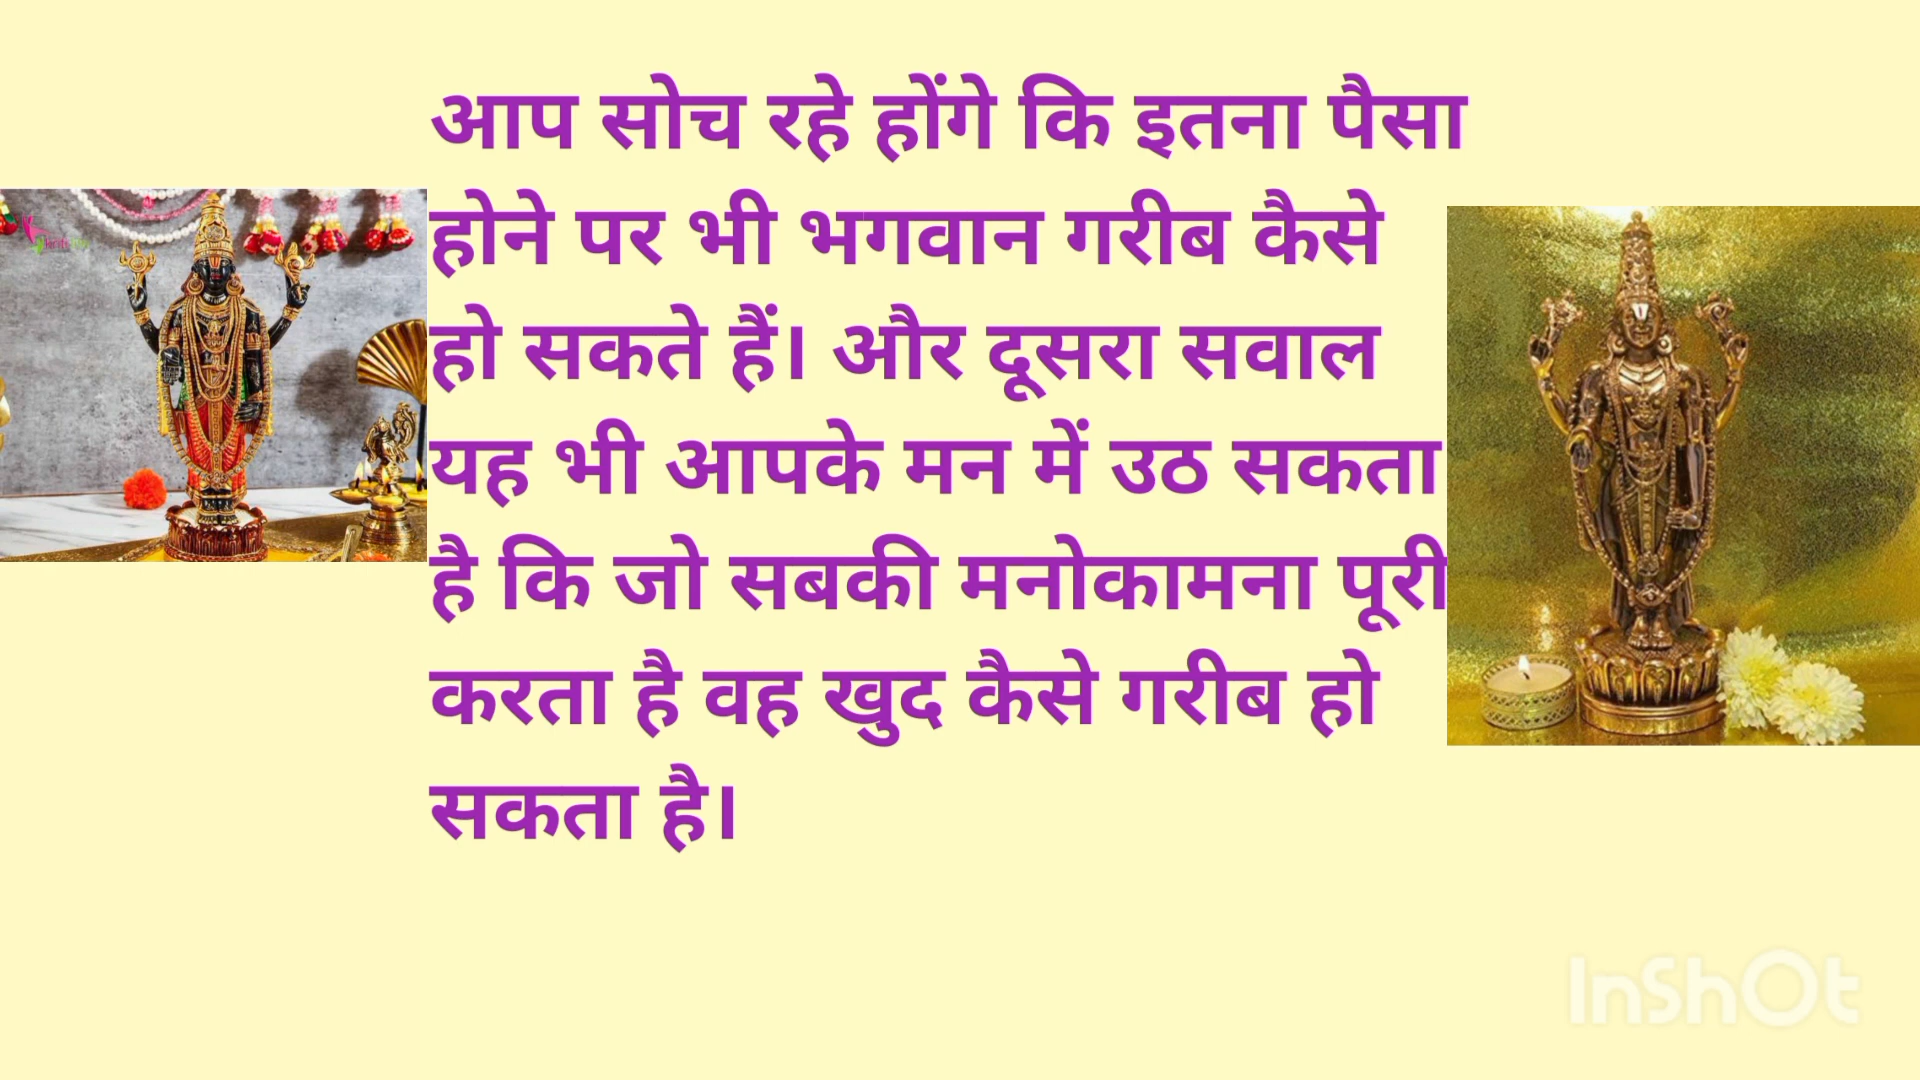 आप सोच रहे होंगे कि इतना पैसा
होने पर भी भगवान गरीब कैसे
हो सकते हैं। और दूसरा सवाल
यह भी आपके मन में उठ सकता
है कि जो सबकी मनोकामना पूरी
करता है वह खुद कैसे गरीब हो
सकता है।
InShOt